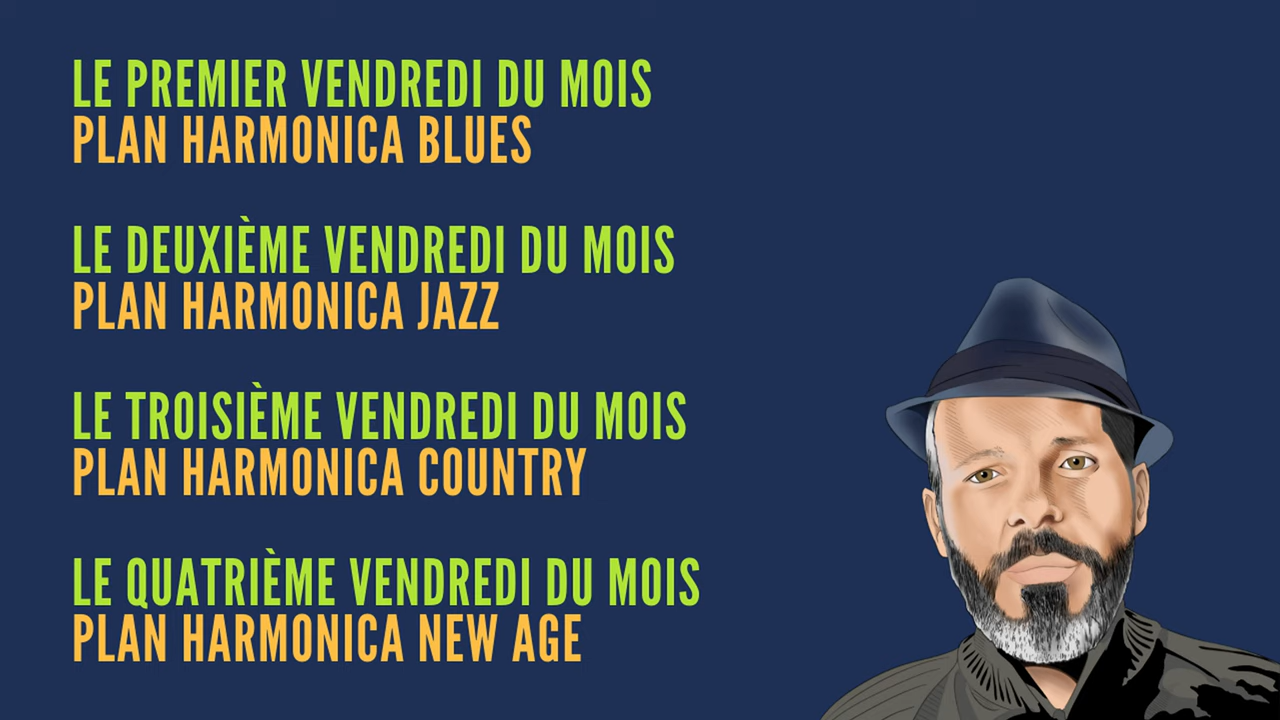 LE PREMIER VENDREDI DU MOIS
PLAN HARMONICA BLUES
LE DEUXIÈME VENDREDI DU MOIS
PLAN HARMONICA JAZZ
LE TROISIÈME VENDREDI DU MOIS
PLAN HARMONICA COUNTRY
LE QUATRIÈME VENDREDI DU MOIS
PLAN HARMONICA NEW AGE